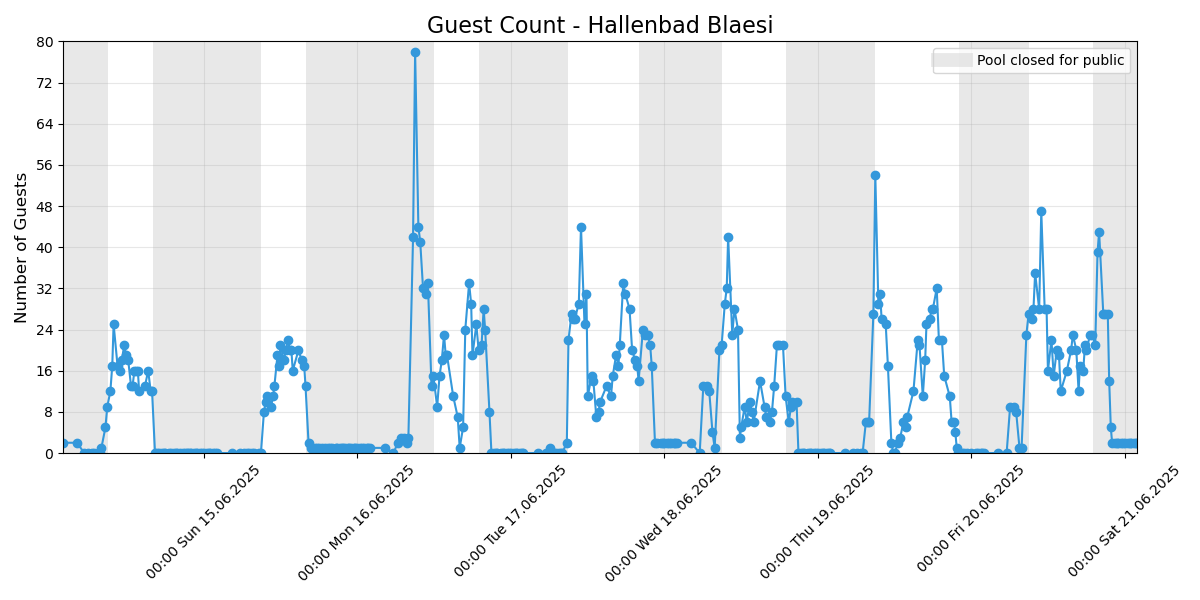 Guest Count - Hallenbad Blaesi
Pool closed for public
Number of Guests
80
72
64
56
48
40
32
24
16
8
0
00:00 Sun 15.06.2025
00:00 Mon 16.06.2025
00:00 Tue 17.06.2025
00:00 Wed 18.06.2025
00:00 Thu 19.06.2025
00:00 Fri 20.06.2025
00:00 Sat 21.06.2025